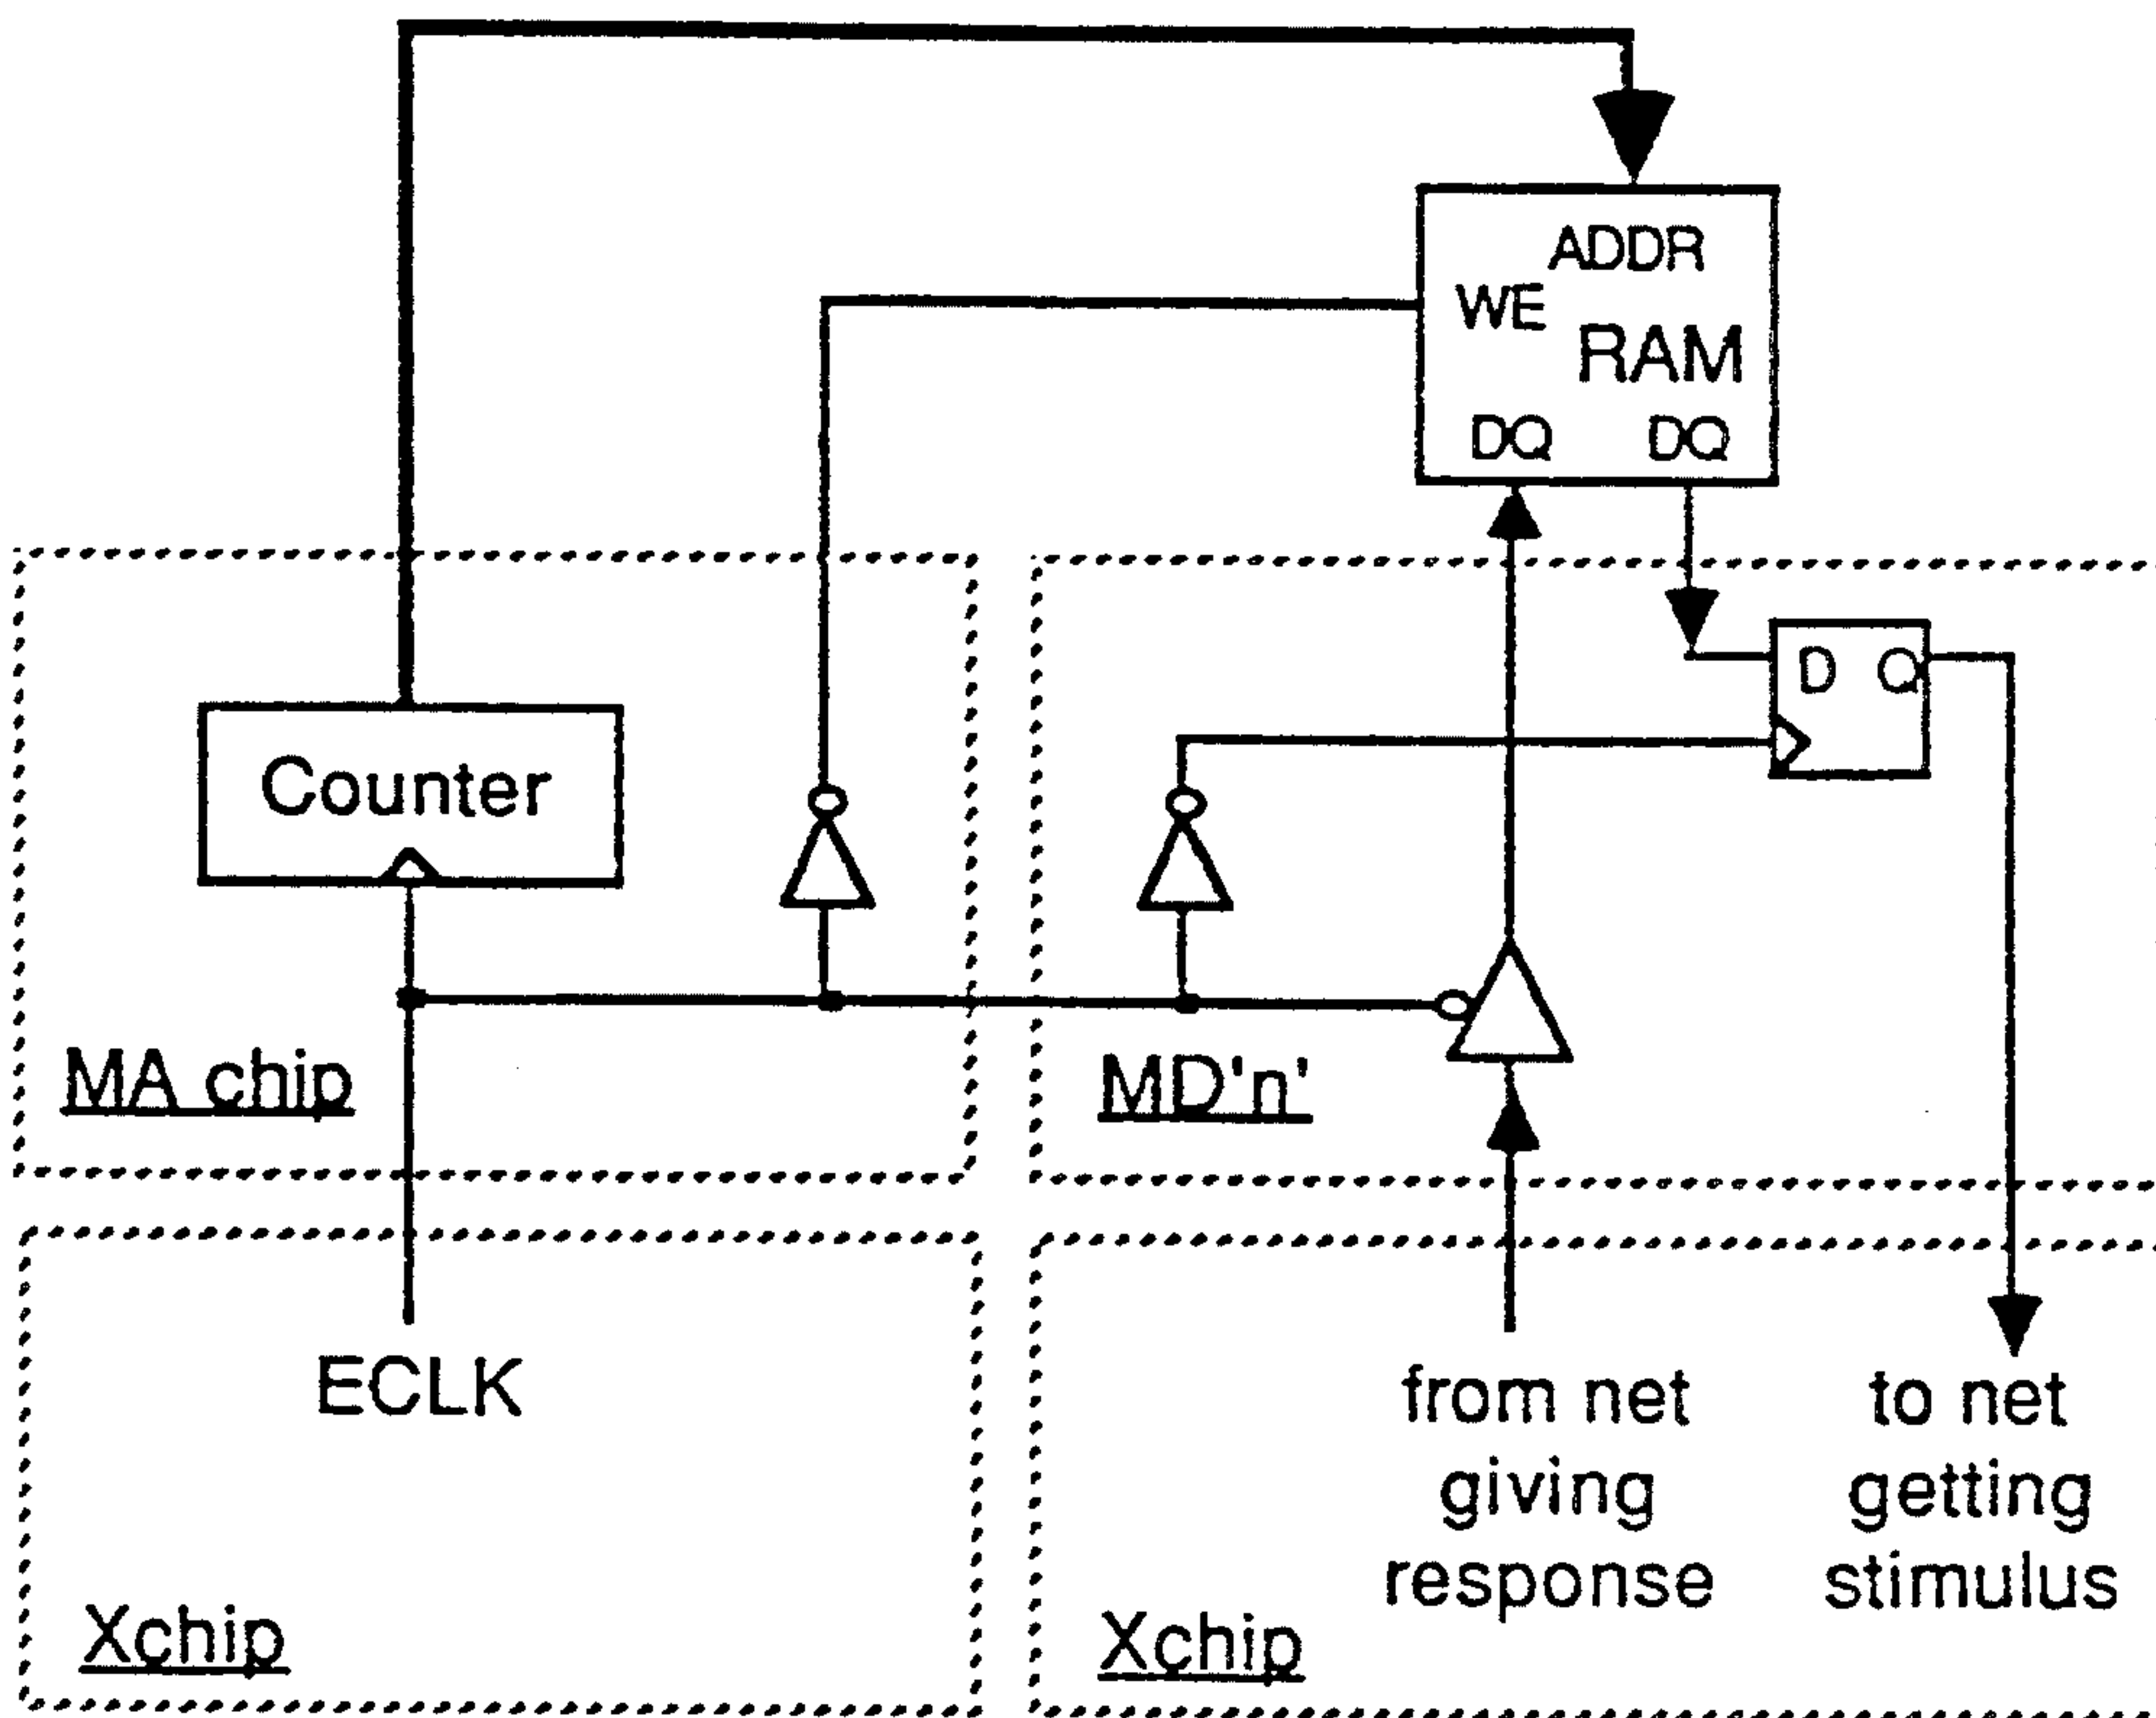 ADDR
WE
RAM
DQ DQ
D Q
Counter
MA chip
MD'n'
ECLK
from net
giving
response
to net
getting
stimulus
Xchip
Xchip